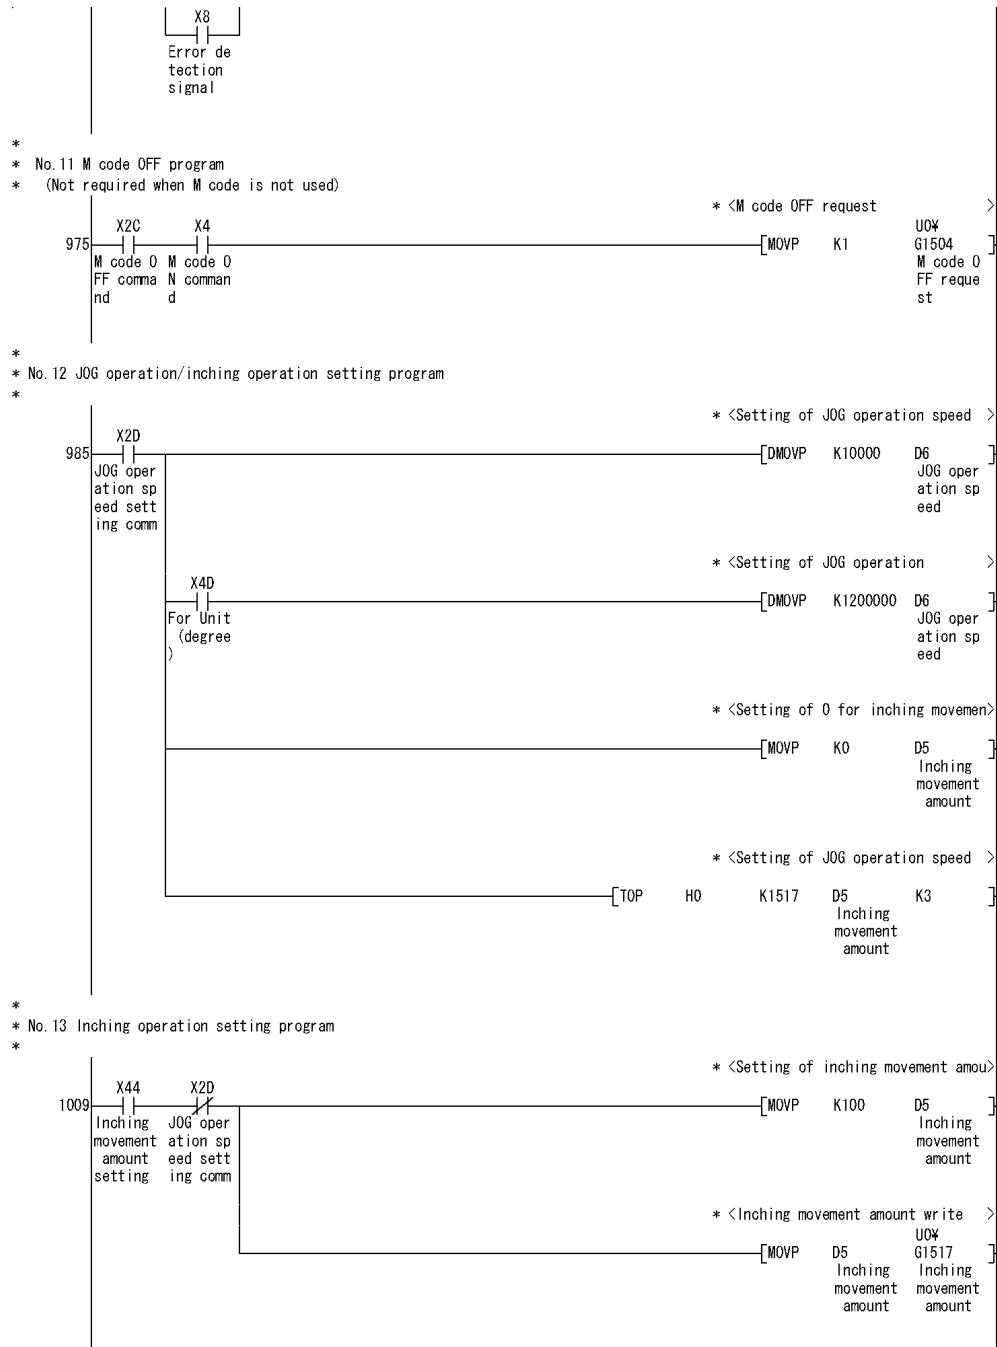 X8
Error de
tection
signal
*
* No.11 M code OFF program
* (Not required when M code is not used)
* <M code OFF request >
X2C X4 U0¥
975 [MOVP K1 G1504 ]
M code O M code O M code O
FF comma N comman FF reque
nd d st
*
* No.12 JOG operation/inching operation setting program
*
* <Setting of JOG operation speed >
X2D
985 [DMOVP K10000 D6 ]
JOG oper JOG oper
ation sp ation sp
eed sett eed
ing comm
* <Setting of JOG operation >
X4D
[DMOVP K1200000 D6 ]
For Unit JOG oper
(degree ation sp
) eed
* <Setting of 0 for inching movemen>
[MOVP K0 D5 ]
Inching
movement
amount
* <Setting of JOG operation speed >
[TOP H0 K1517 D5 K3 ]
Inching
movement
amount
*
* No.13 Inching operation setting program
*
* <Setting of inching movement amou>
X44 X2D
1009 [MOVP K100 D5 ]
Inching JOG oper Inching
movement ation sp movement
amount eed sett amount
setting ing comm
* <Inching movement amount write >
U0¥
[MOVP D5 G1517 ]
Inching Inching
movement movement
amount amount